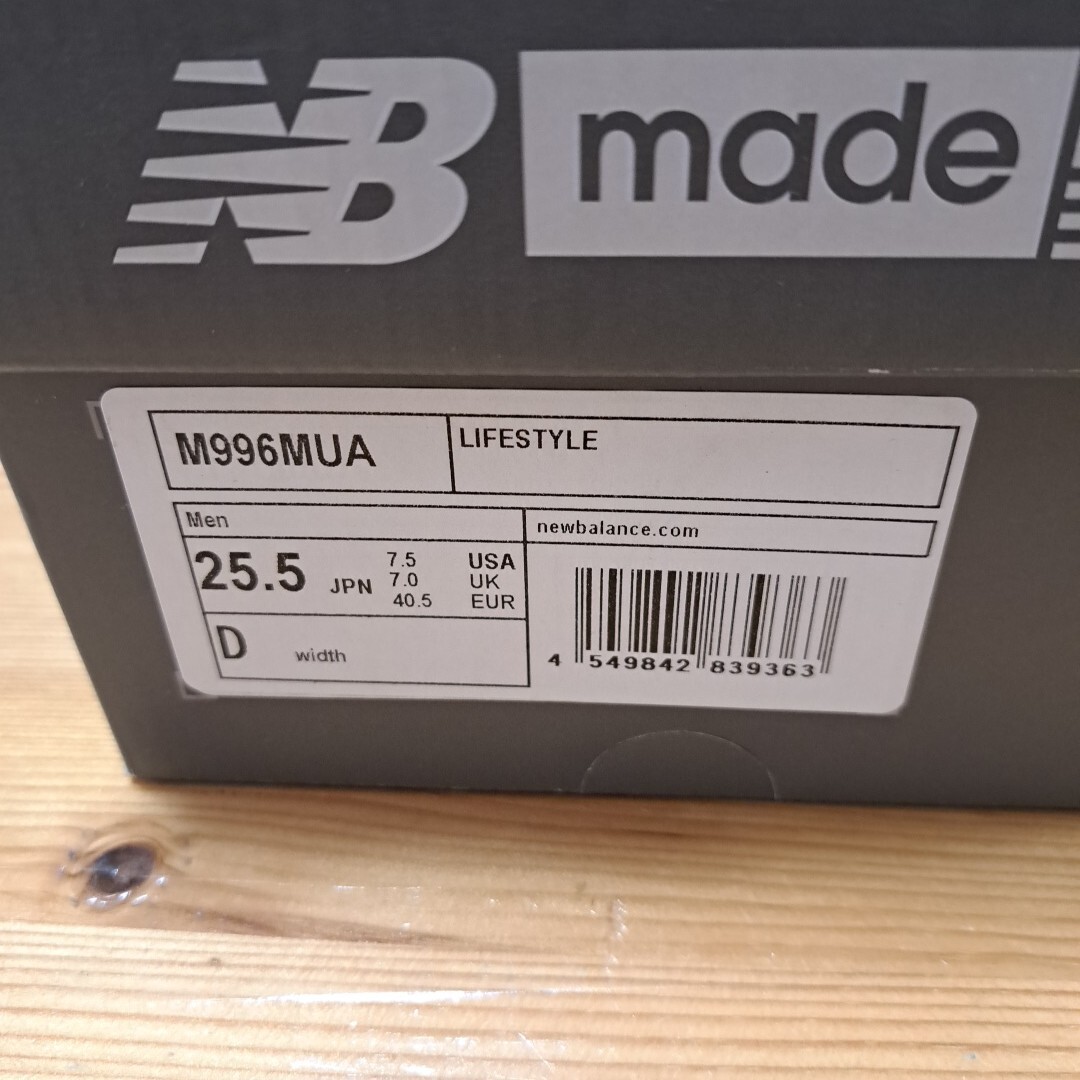 NB made
M996MUA LIFESTYLE
Men newbalance.com
25.5 JPN
7.5 USA
7.0 UK
40.5 EUR
D width
4 549842 839363